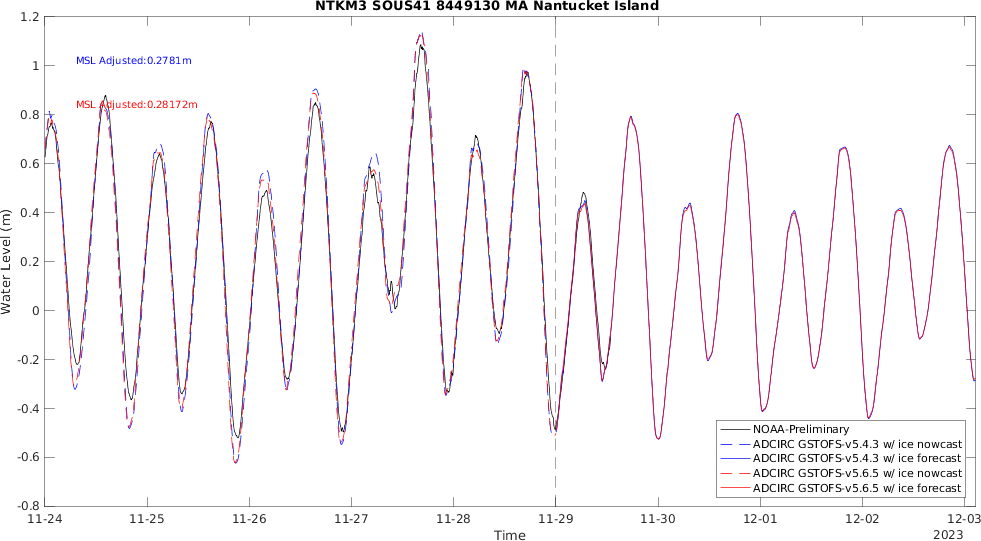 NTKM3 SOUS41 8449130 MA Nantucket Island
1.2
1
0.8
0.6
0.4
0.2
0
-0.2
-0.4
-0.6
-0.8
Water Level (m)
MSL Adjusted:0.2781m
MSL Adjusted:0.28172m
NOAA-Preliminary
ADCIRC GSTOFS-v5.4.3 w/ ice nowcast
ADCIRC GSTOFS-v5.4.3 w/ ice forecast
ADCIRC GSTOFS-v5.6.5 w/ ice nowcast
ADCIRC GSTOFS-v5.6.5 w/ ice forecast
11-24 11-25 11-26 11-27 11-28 11-29 11-30 12-01 12-02 12-03
Time
2023